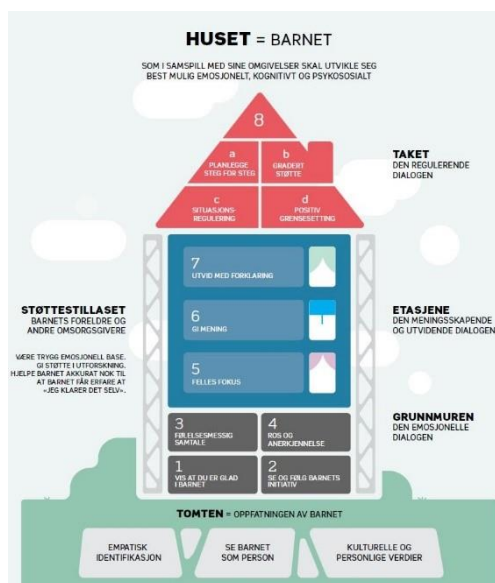 HUSET = BARNET
SOM I SAMSPILL MED SINE OMGIVELSER SKAL UTVIKLE SEG
BEST MULIG EMOSJONELT, KOGNITIVT OG PSYKOSOSIALT
8
a
PLANLEGGE
STEG FOR STEG
b
GRADERT
STØTTE
c
SITUASJONS-
REGULERING
d
POSITIV
GRENSESETTING
TAKET
DEN REGULERENDE
DIALOGEN
7
UTVID MED FORKLARING
6
GI MENING
5
FELLES FOKUS
STØTTESTILLASET
BARNETS FORELDRE OG
ANDRE OMSORGSGIVERE
VÆRE TRYGG EMOSJONELL BASE.
GI STØTTE I UTFORSKNING.
HJELPE BARNET AKKURAT NOK TIL
AT BARNET FÅR ERFARE AT
«JEG KLARER DET SELV».
ETASJENE
DEN MENINGSSKAPENDE
OG UTVIDENDE DIALOGEN
3
FØLELSESMESSIG
SAMTALE
4
ROS OG
ANERKJENNELSE
1
VIS AT DU ER GLAD
I BARNET
2
SE OG FØLG BARNETS
INITIATIV
GRUNNMUREN
DEN EMOSJONELLE
DIALOGEN
TOMTEN = OPPFATNINGEN AV BARNET
EMPATISK
IDENTIFIKASJON
SE BARNET
SOM PERSON
KULTURELLE OG
PERSONLIGE VERDIER